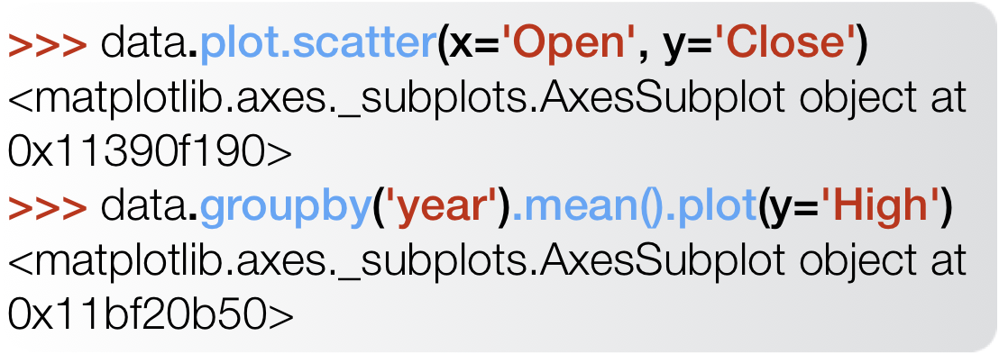 >>> data.plot.scatter(x='Open', y='Close')
<matplotlib.axes._subplots.AxesSubplot object at
0x11390f190>
>>> data.groupby('year').mean().plot(y='High')
<matplotlib.axes._subplots.AxesSubplot object at
0x11bf20b50>